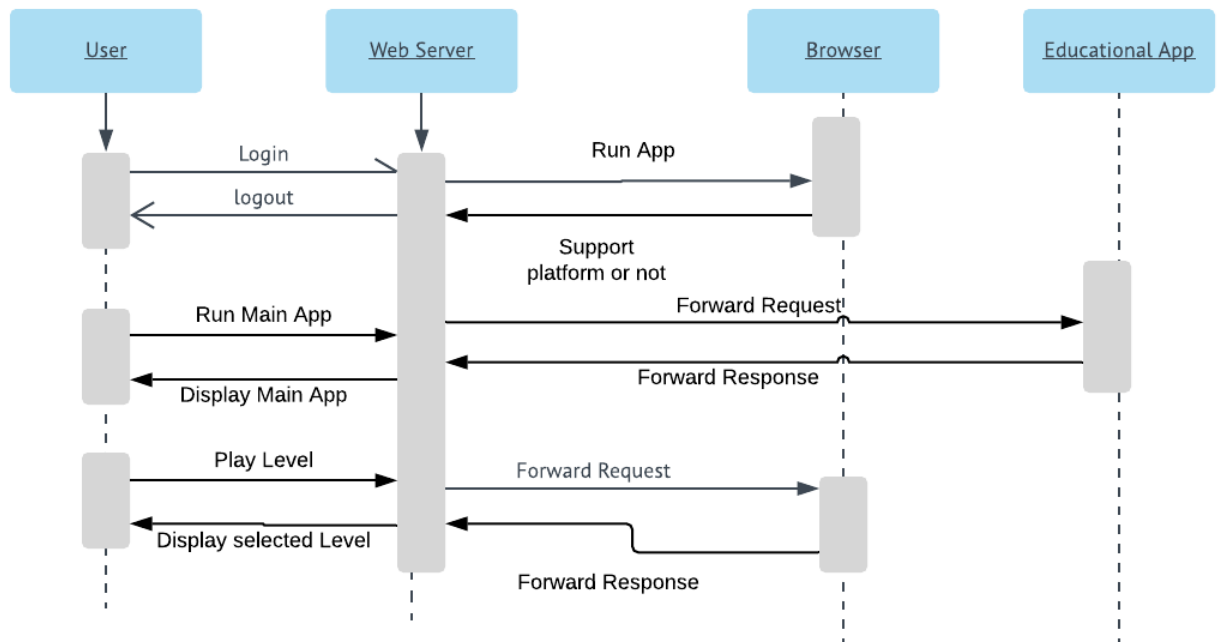 User
Web Server
Browser
Educational App
Login
Run App
logout
Support
platform or not
Run Main App
Forward Request
Display Main App
Forward Response
Play Level
Forward Request
Display selected Level
Forward Response